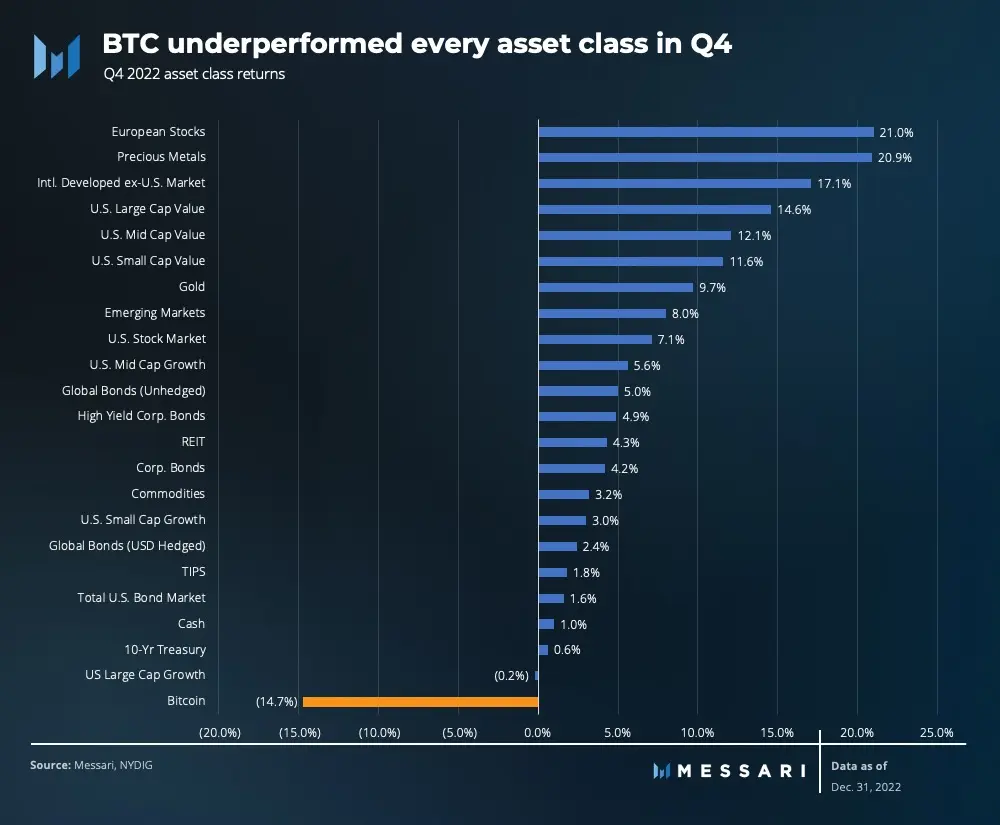 BTC underperformed every asset class in Q4
Q4 2022 asset class returns
European Stocks 21.0%
Precious Metals 20.9%
Intl. Developed ex-U.S. Market 17.1%
U.S. Large Cap Value 14.6%
U.S. Mid Cap Value 12.1%
U.S. Small Cap Value 11.6%
Gold 9.7%
Emerging Markets 8.0%
U.S. Stock Market 7.1%
U.S. Mid Cap Growth 5.6%
Global Bonds (Unhedged) 5.0%
High Yield Corp. Bonds 4.9%
REIT 4.3%
Corp. Bonds 4.2%
Commodities 3.2%
U.S. Small Cap Growth 3.0%
Global Bonds (USD Hedged) 2.4%
TIPS 1.8%
Total U.S. Bond Market 1.6%
Cash 1.0%
10-Yr Treasury 0.6%
US Large Cap Growth (0.2%)
Bitcoin (14.7%)
(20.0%) (15.0%) (10.0%) (5.0%) 0.0% 5.0% 10.0% 15.0% 20.0% 25.0%
Source: Messari, NYDIG
MESSARI
Data as of
Dec. 31, 2022